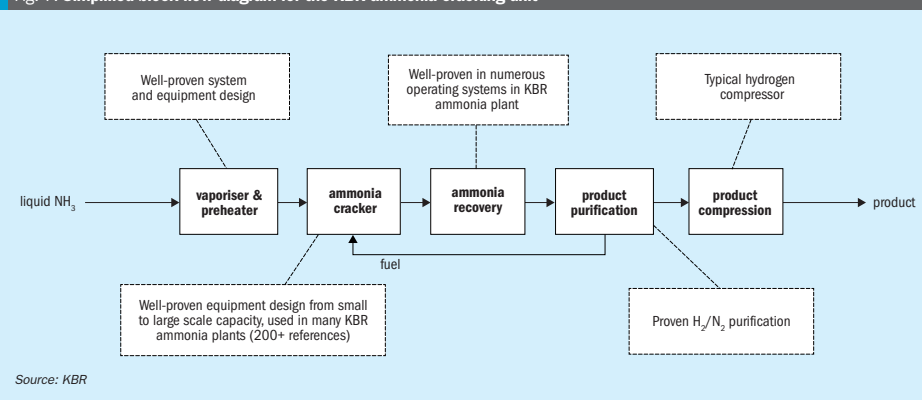 Simplified block flow diagram for the KBR ammonia cracking unit
Well-proven system
and equipment design
Well-proven in numerous
operating systems in KBR
ammonia plant
Typical hydrogen
compressor
liquid NH₃
vaporiser &
preheater
ammonia
cracker
ammonia
recovery
product
purification
product
compression
product
fuel
Well-proven equipment design from small
to large scale capacity, used in many KBR
ammonia plants (200+ references)
Proven H₂/N₂ purification
Source: KBR